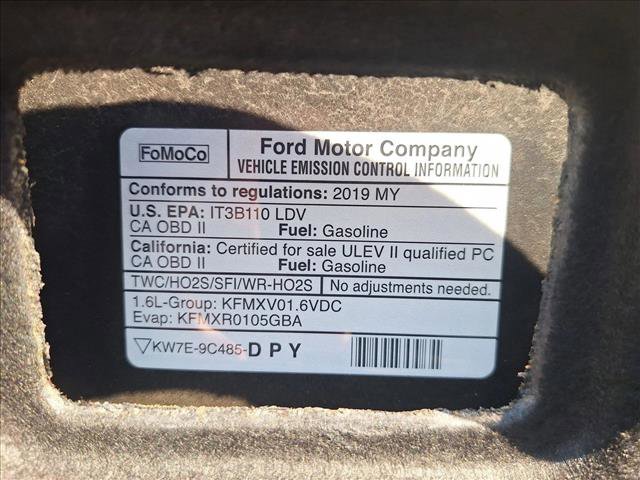 FoMoCo
Ford Motor Company
VEHICLE EMISSION CONTROL INFORMATION
Conforms to regulations: 2019 MY
U.S. EPA: IT3B110 LDV
CA OBD II Fuel: Gasoline
California: Certified for sale ULEV II qualified PC
CA OBD II Fuel: Gasoline
TWC/HO2S/SFI/WR-HO2S No adjustments needed.
1.6L-Group: KFMXV01.6VDC
Evap: KFMXR0105GBA
KW7E-9C485-DPY